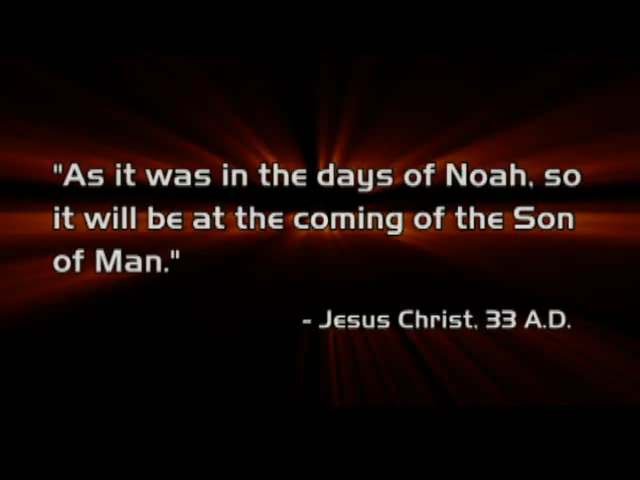 "As it was in the days of Noah, so
it will be at the coming of the Son
of Man."
- Jesus Christ, 33 A.D.